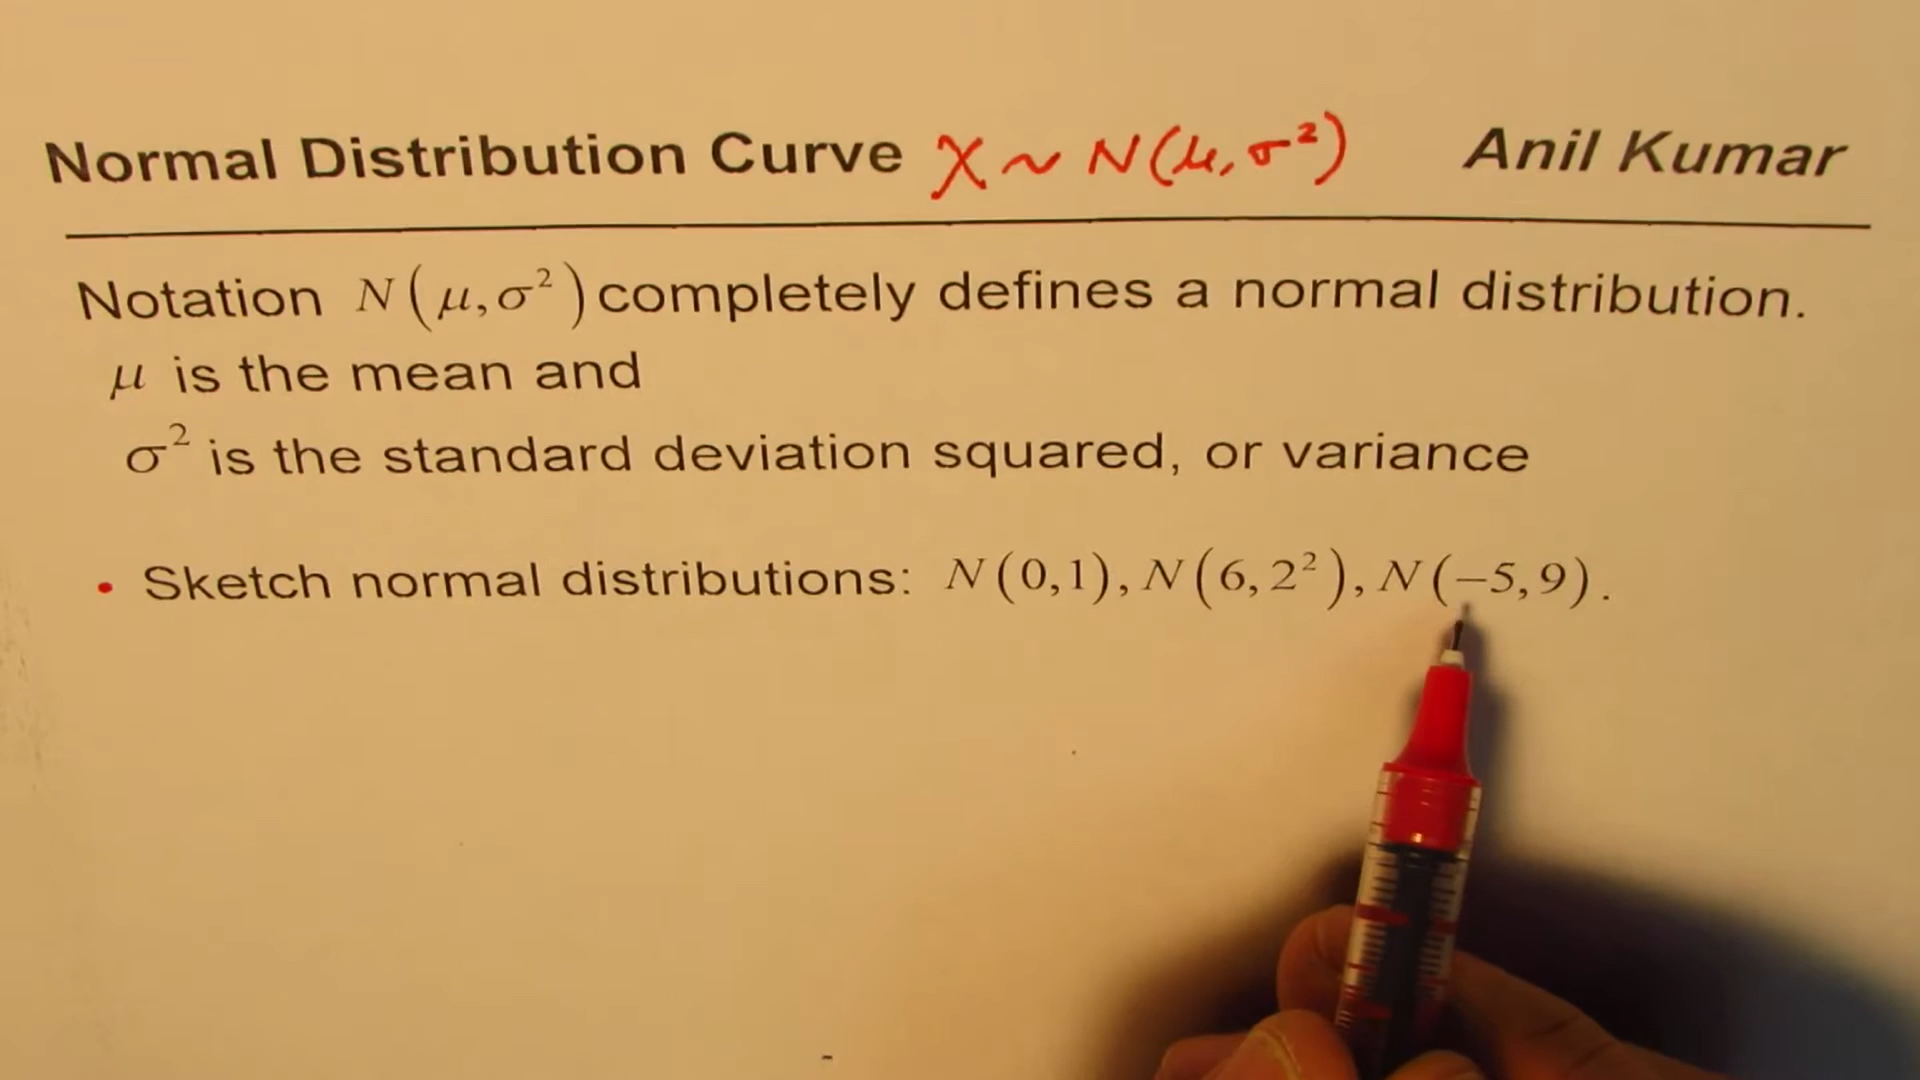 Normal Distribution Curve X ~ N(μ, σ²) Anil Kumar
Notation N(μ, σ²) completely defines a normal distribution.
μ is the mean and
σ² is the standard deviation squared, or variance
• Sketch normal distributions: N(0,1), N(6,2²), N(−5,9).